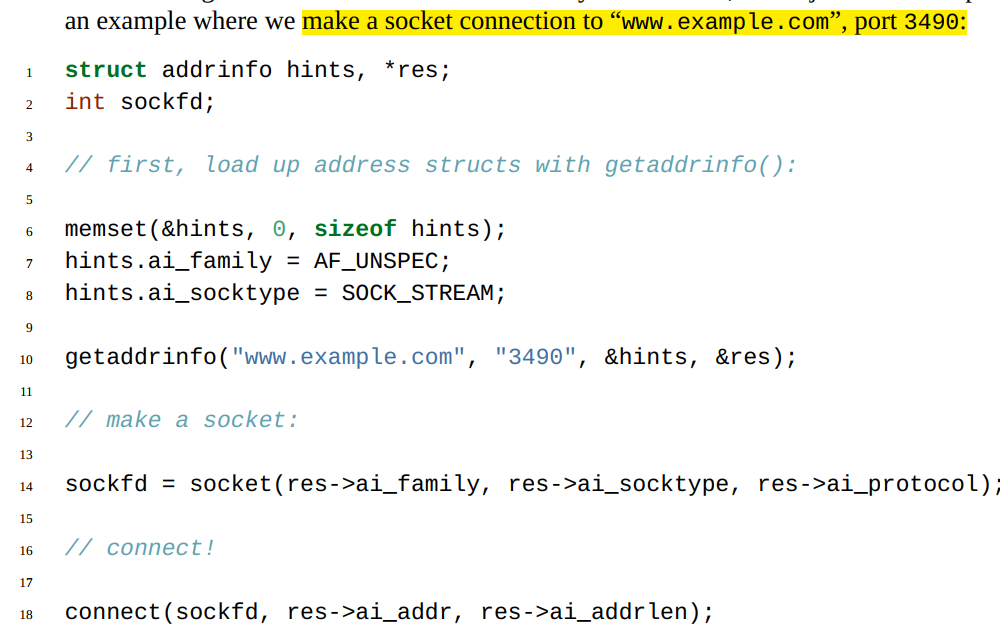 an example where we make a socket connection to “www.example.com”, port 3490:
1 struct addrinfo hints, *res;
2 int sockfd;
3
4 // first, load up address structs with getaddrinfo():
5
6 memset(&hints, 0, sizeof hints);
7 hints.ai_family = AF_UNSPEC;
8 hints.ai_socktype = SOCK_STREAM;
9
10 getaddrinfo("www.example.com", "3490", &hints, &res);
11
12 // make a socket:
13
14 sockfd = socket(res->ai_family, res->ai_socktype, res->ai_protocol);
15
16 // connect!
17
18 connect(sockfd, res->ai_addr, res->ai_addrlen);